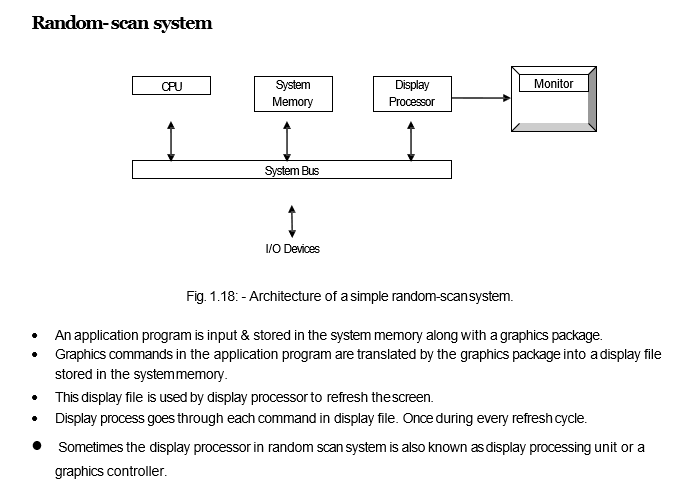 Random-scan system
CPU
System
Memory
Display
Processor
Monitor
System Bus
I/O Devices
Fig. 1.18: - Architecture of a simple random-scan system.
• An application program is input & stored in the system memory along with a graphics package.
• Graphics commands in the application program are translated by the graphics package into a display file
stored in the system memory.
• This display file is used by display processor to refresh the screen.
• Display process goes through each command in display file. Once during every refresh cycle.
• Sometimes the display processor in random scan system is also known as display processing unit or a
graphics controller.